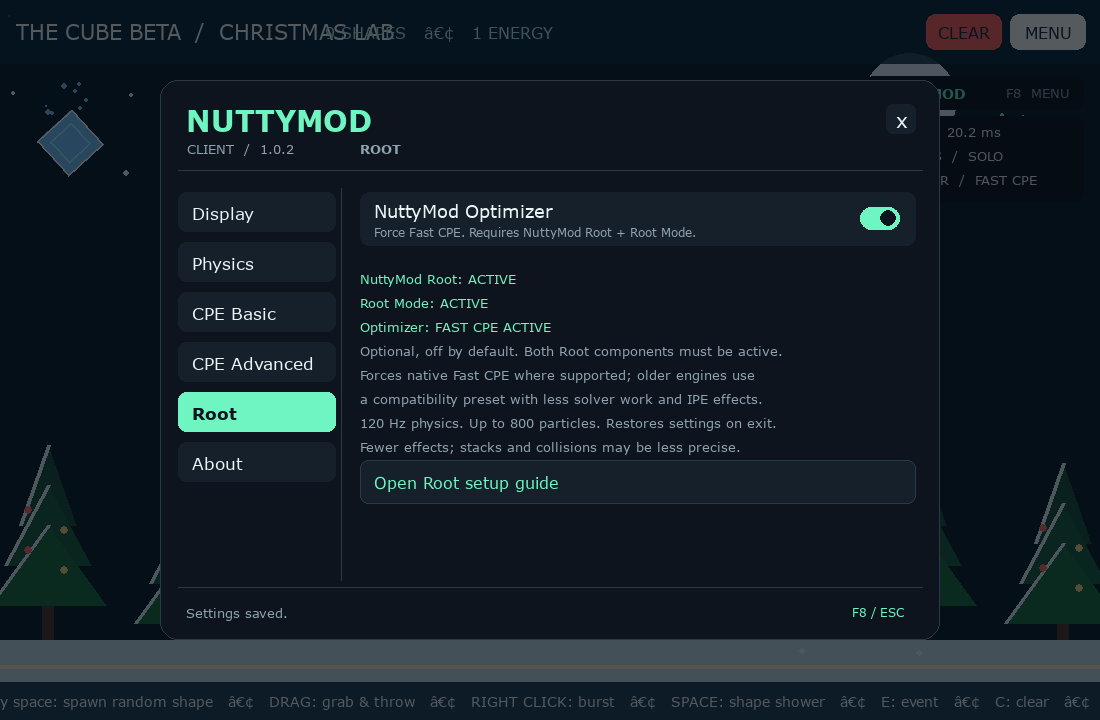 THE CUBE BETA / CHRISTMAS LAB
SHAPES â€¢ 1 ENERGY
CLEAR
MENU
F8 MENU
20.2 ms
/ SOLO
/ FAST CPE
NUTTYMOD
CLIENT / 1.0.2
ROOT
X
Display
Physics
CPE Basic
CPE Advanced
Root
About
NuttyMod Optimizer
Force Fast CPE. Requires NuttyMod Root + Root Mode.
NuttyMod Root: ACTIVE
Root Mode: ACTIVE
Optimizer: FAST CPE ACTIVE
Optional, off by default. Both Root components must be active.
Forces native Fast CPE where supported; older engines use
a compatibility preset with less solver work and IPE effects.
120 Hz physics. Up to 800 particles. Restores settings on exit.
Fewer effects; stacks and collisions may be less precise.
Open Root setup guide
Settings saved.
F8 / ESC
y space: spawn random shape â€¢ DRAG: grab & throw â€¢ RIGHT CLICK: burst â€¢ SPACE: shape shower â€¢ E: event â€¢ C: clear â€¢